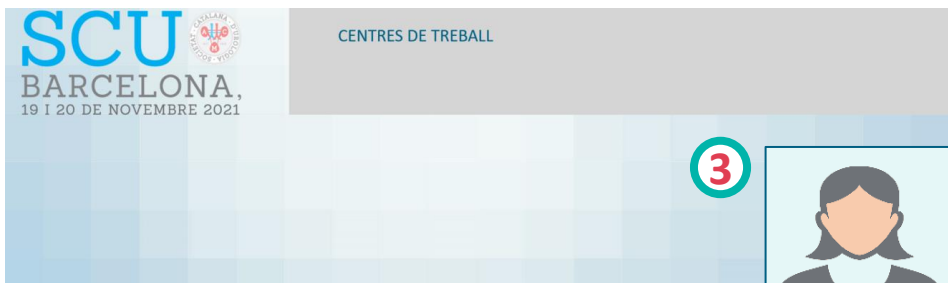 SCU
BARCELONA,
19 I 20 DE NOVEMBRE 2021
CENTRES DE TREBALL
3